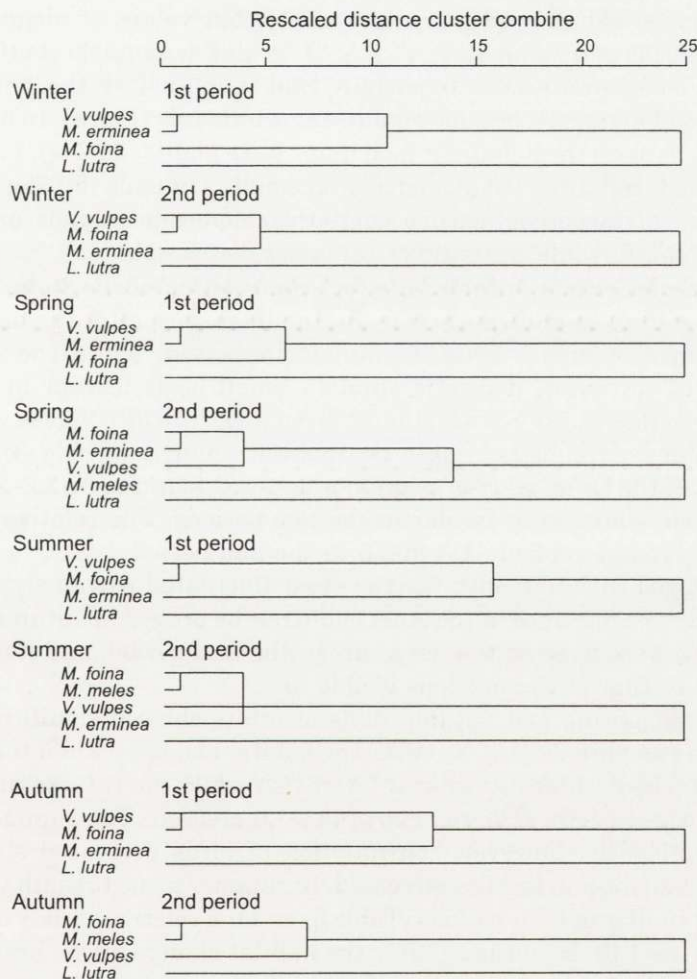 Rescaled distance cluster combine
0 5 10 15 20 25
Winter 1st period
V. vulpes
M. erminea
M. foina
L. lutra
Winter 2nd period
V. vulpes
M. foina
M. erminea
L. lutra
Spring 1st period
V. vulpes
M. erminea
M. foina
L. lutra
Spring 2nd period
M. foina
M. erminea
V. vulpes
M. meles
L. lutra
Summer 1st period
V. vulpes
M. foina
M. erminea
L. lutra
Summer 2nd period
M. foina
M. meles
V. vulpes
M. erminea
L. lutra
Autumn 1st period
V. vulpes
M. foina
M. erminea
L. lutra
Autumn 2nd period
M. foina
M. meles
V. vulpes
L. lutra